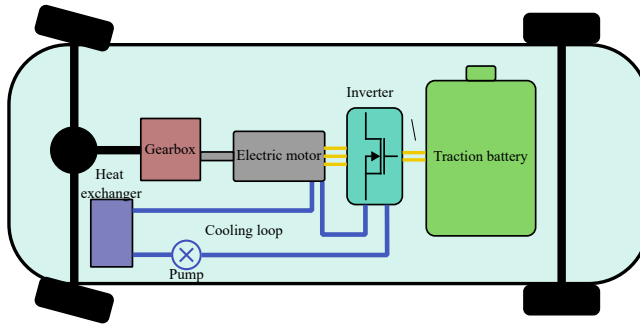 Inverter
Gearbox
Electric motor
Traction battery
Heat
exchanger
Cooling loop
Pump